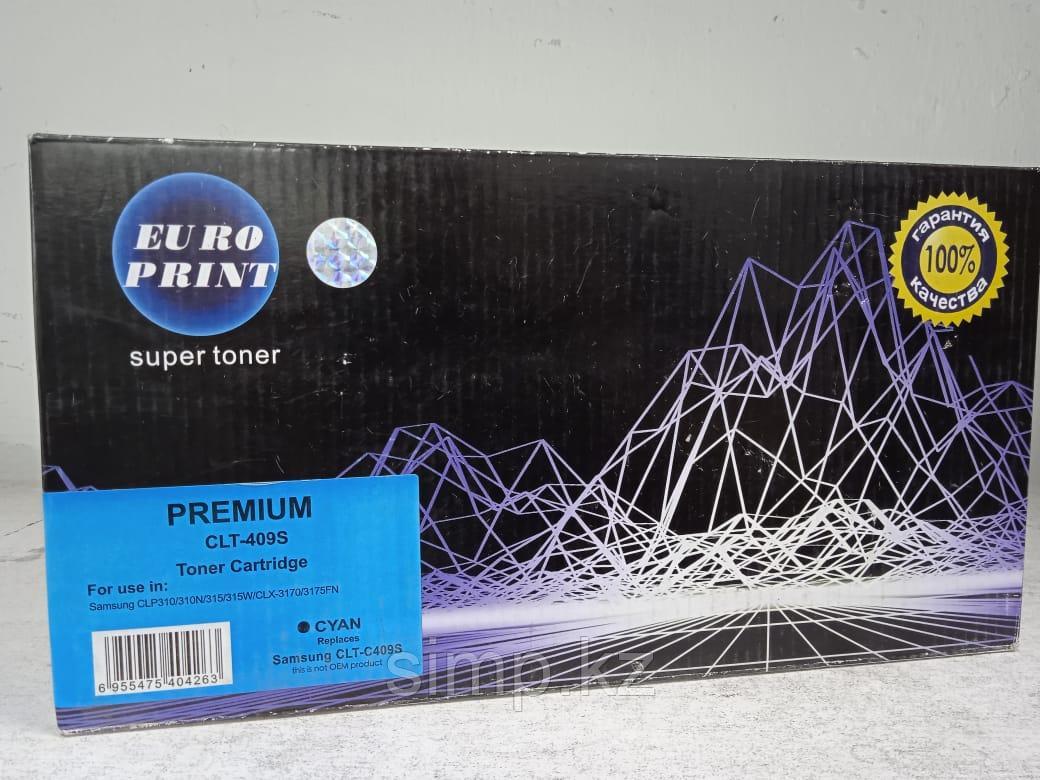 EURO
PRINT
super toner
гарантия
100%
качества
PREMIUM
CLT-409S
Toner Cartridge
For use in:
Samsung CLP310/310N/315/315W/CLX-3170/3175FN
CYAN
Replaces
Samsung CLT-C409S
this is not OEM product
6 955475 404263
simp.kz